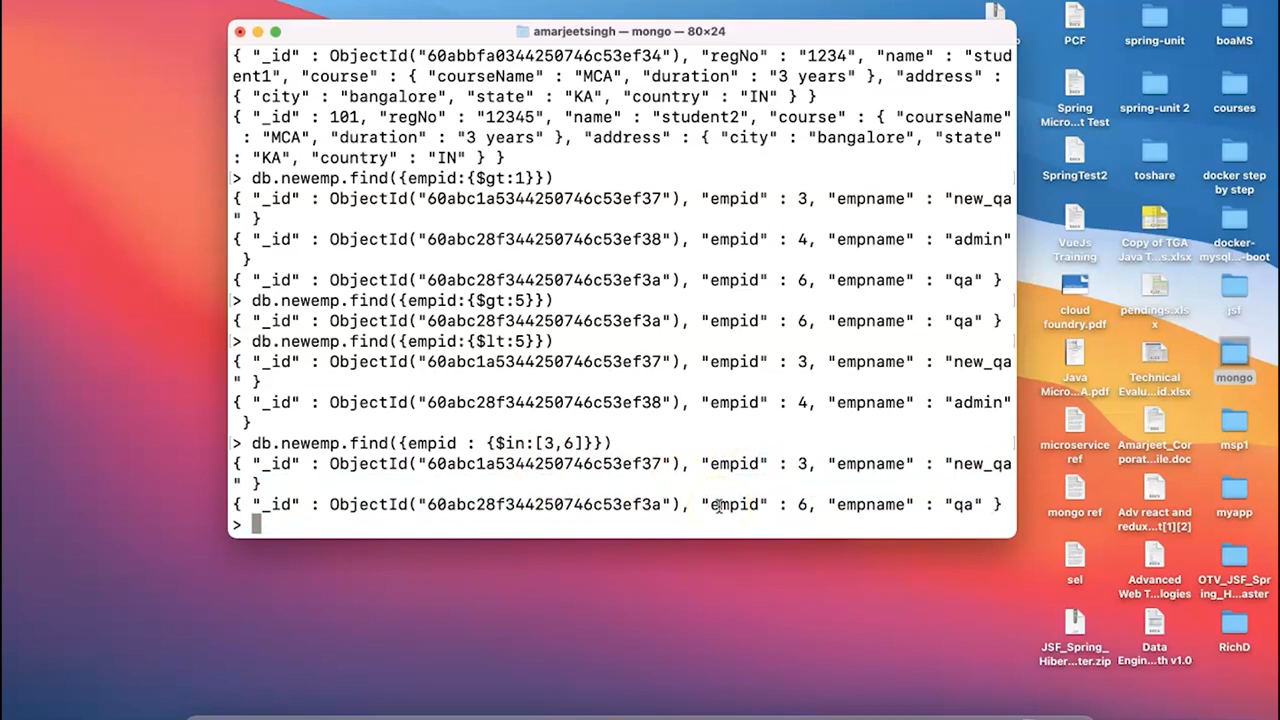 amarjeetsingh — mongo — 80×24
{ "_id" : ObjectId("60abbfa0344250746c53ef34"), "regNo" : "1234", "name" : "stud
ent1", "course" : { "courseName" : "MCA", "duration" : "3 years" }, "address" :
{ "city" : "bangalore", "state" : "KA", "country" : "IN" } }
{ "_id" : 101, "regNo" : "12345", "name" : "student2", "course" : { "courseName"
: "MCA", "duration" : "3 years" }, "address" : { "city" : "bangalore", "state"
: "KA", "country" : "IN" } }
> db.newemp.find({empid:{$gt:1}})
{ "_id" : ObjectId("60abc1a5344250746c53ef37"), "empid" : 3, "empname" : "new_qa
" }
{ "_id" : ObjectId("60abc28f344250746c53ef38"), "empid" : 4, "empname" : "admin"
}
{ "_id" : ObjectId("60abc28f344250746c53ef3a"), "empid" : 6, "empname" : "qa" }
> db.newemp.find({empid:{$gt:5}})
{ "_id" : ObjectId("60abc28f344250746c53ef3a"), "empid" : 6, "empname" : "qa" }
> db.newemp.find({empid:{$lt:5}})
{ "_id" : ObjectId("60abc1a5344250746c53ef37"), "empid" : 3, "empname" : "new_qa
" }
{ "_id" : ObjectId("60abc28f344250746c53ef38"), "empid" : 4, "empname" : "admin"
}
> db.newemp.find({empid : {$in:[3,6]}})
{ "_id" : ObjectId("60abc1a5344250746c53ef37"), "empid" : 3, "empname" : "new_qa
" }
{ "_id" : ObjectId("60abc28f344250746c53ef3a"), "empid" : 6, "empname" : "qa" }
>
PCF
spring-unit
boaMS
Spring
Micro...t Test
spring-unit 2
courses
SpringTest2
toshare
docker step
by step
VueJs
Training
Copy of TGA
Java T...s.xlsx
docker-
mysql...-boot
cloud
foundry.pdf
pendings.xls
x
jsf
Java
Micro...A.pdf
Technical
Evalu...id.xlsx
mongo
microservice
ref
Amarjeet_Cor
porat...ile.doc
msp1
mongo ref
Adv react and
redux...t[1][2]
myapp
sel
Advanced
Web T...logies
OTV_JSF_Spr
ing_H...aster
JSF_Spring_
Hiber...ter.zip
Data
Engin...th v1.0
RichD